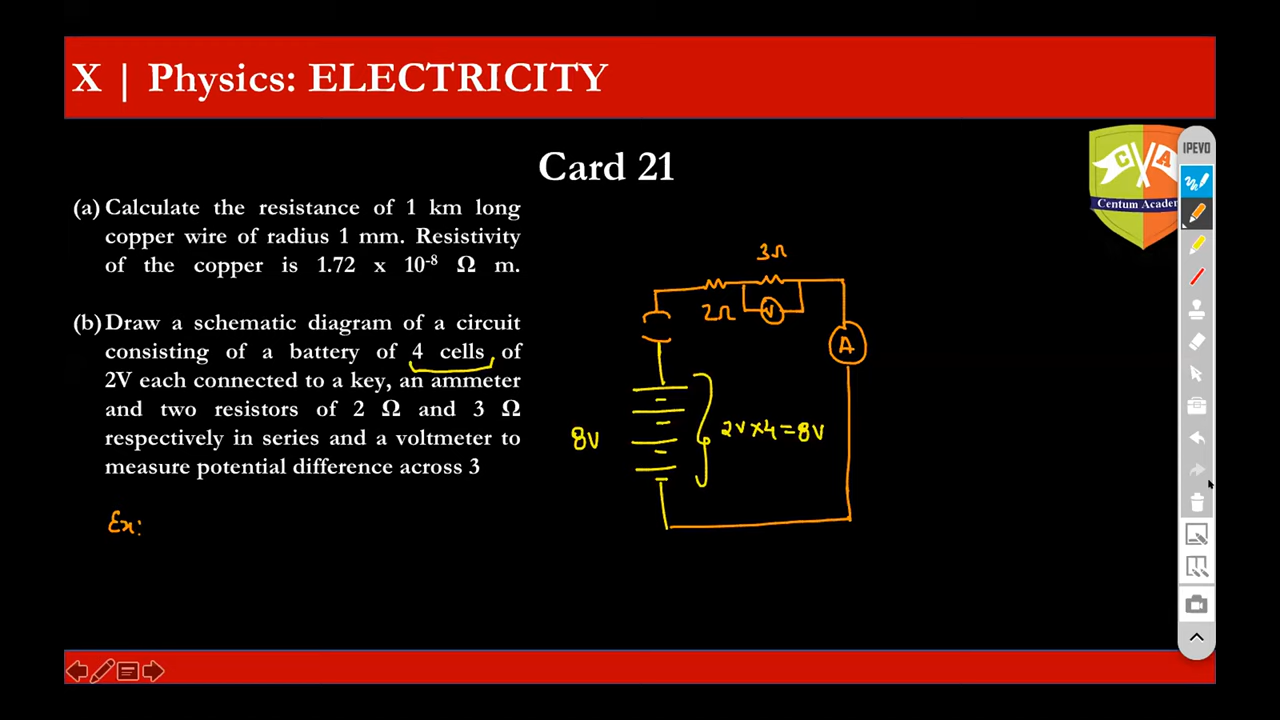 X | Physics: ELECTRICITY
Card 21
(a) Calculate the resistance of 1 km long
copper wire of radius 1 mm. Resistivity
of the copper is 1.72 x 10⁻⁸ Ω m.
(b) Draw a schematic diagram of a circuit
consisting of a battery of 4 cells of
2V each connected to a key, an ammeter
and two resistors of 2 Ω and 3 Ω
respectively in series and a voltmeter to
measure potential difference across 3
Ex:
3Ω
2Ω
V
A
8V
2V×4=8V
C A
Centum Academ
IPEVO